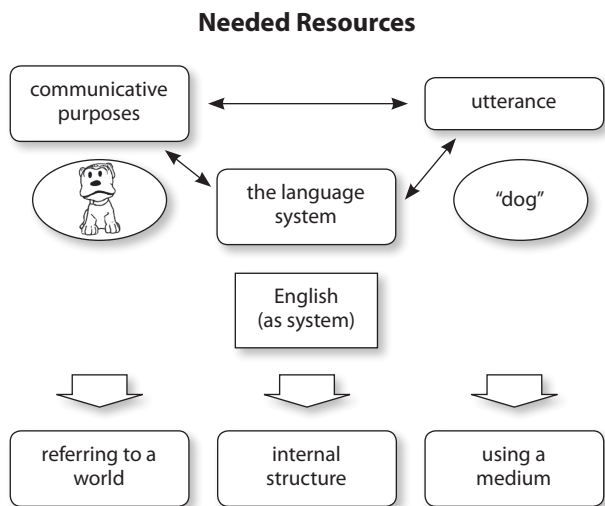 Needed Resources
communicative
purposes
utterance
the language
system
“dog”
English
(as system)
referring to a
world
internal
structure
using a
medium